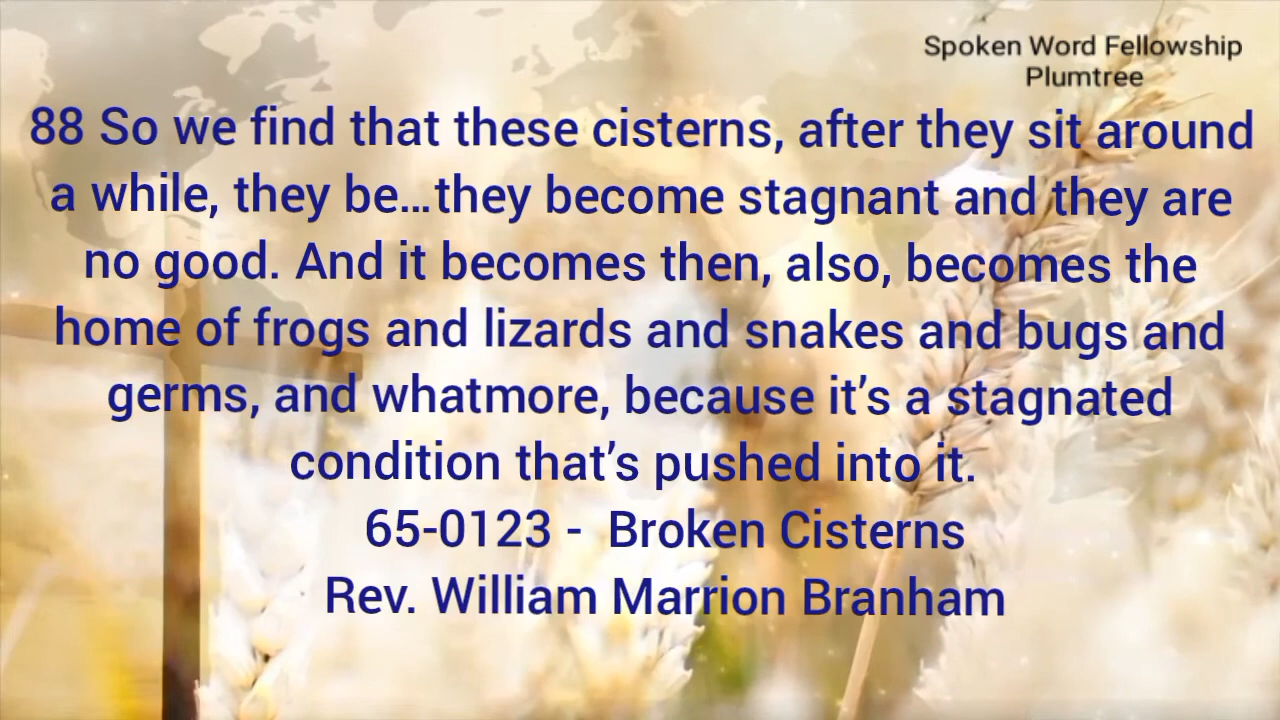 Spoken Word Fellowship
Plumtree
88 So we find that these cisterns, after they sit around
a while, they be...they become stagnant and they are
no good. And it becomes then, also, becomes the
home of frogs and lizards and snakes and bugs and
germs, and whatmore, because it’s a stagnated
condition that’s pushed into it.
65-0123 - Broken Cisterns
Rev. William Marrion Branham